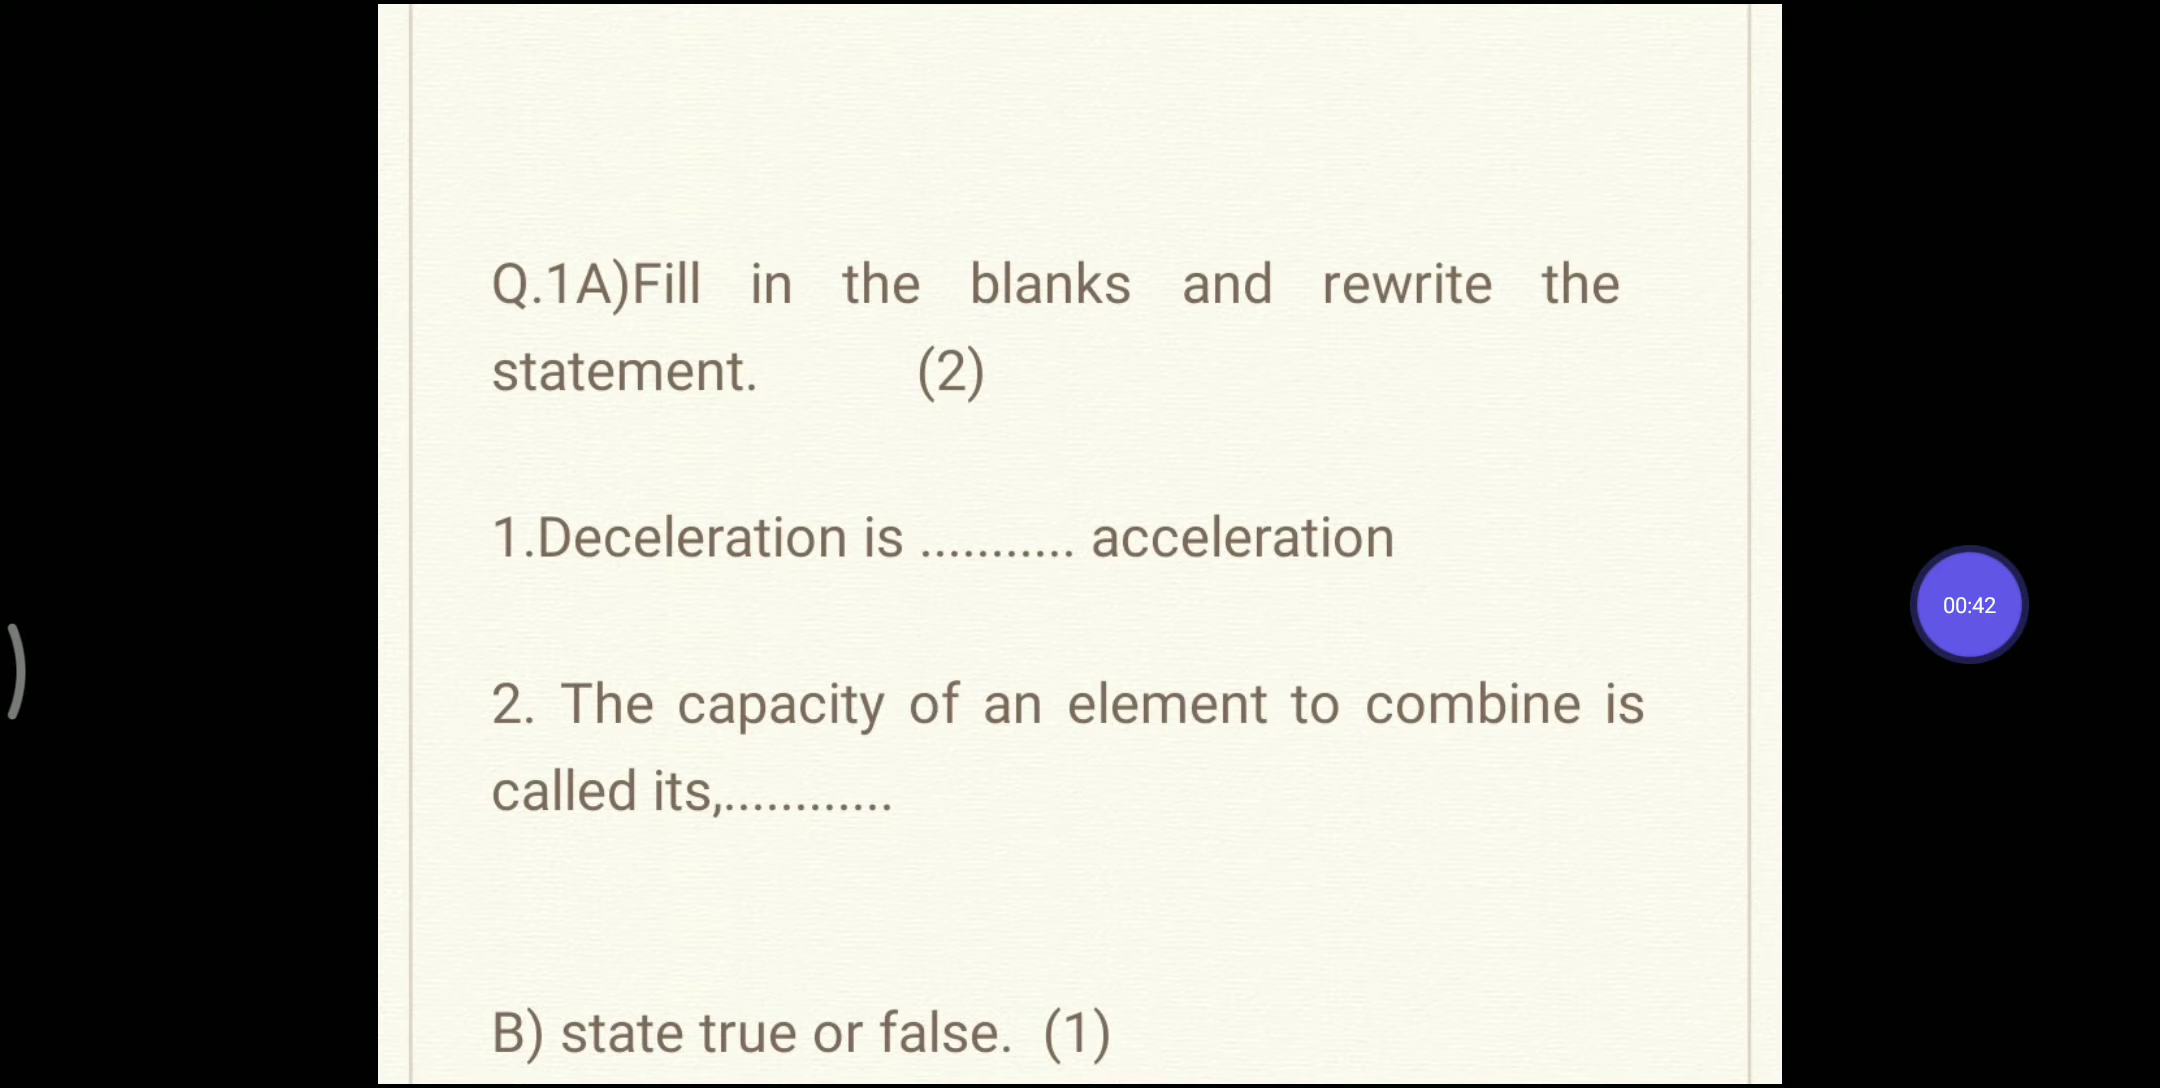 Q.1A)Fill in the blanks and rewrite the
statement. (2)
1.Deceleration is ........... acceleration
00:42
2. The capacity of an element to combine is
called its,............
B) state true or false. (1)